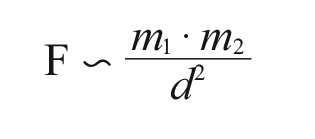 F ∽ m₁ · m₂ / d²